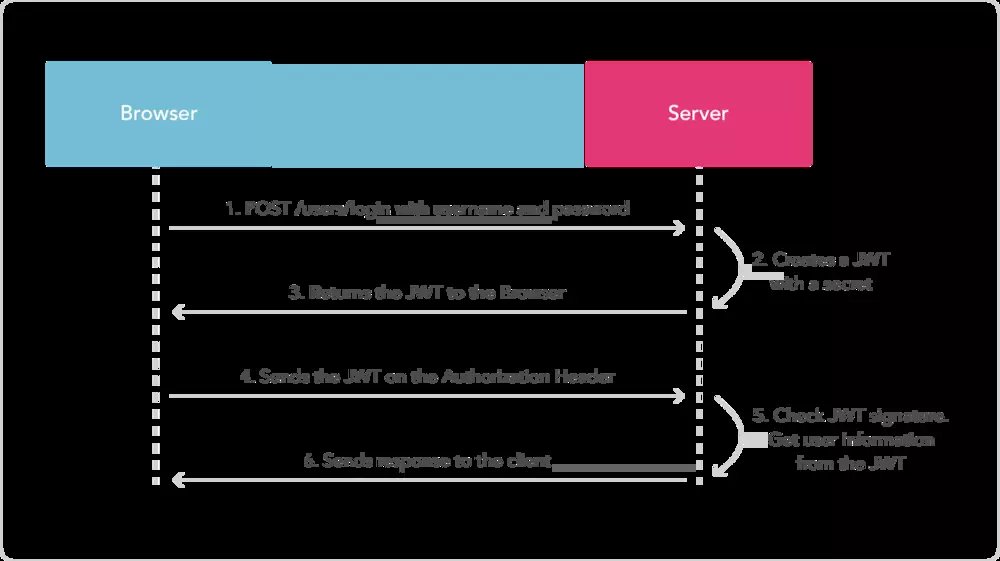 Browser
Server
1. POST /users/login with username and password
2. Creates a JWT
with a secret
3. Returns the JWT to the Browser
4. Sends the JWT on the Authorization Header
5. Check JWT signature.
Get user information
from the JWT
6. Sends response to the client